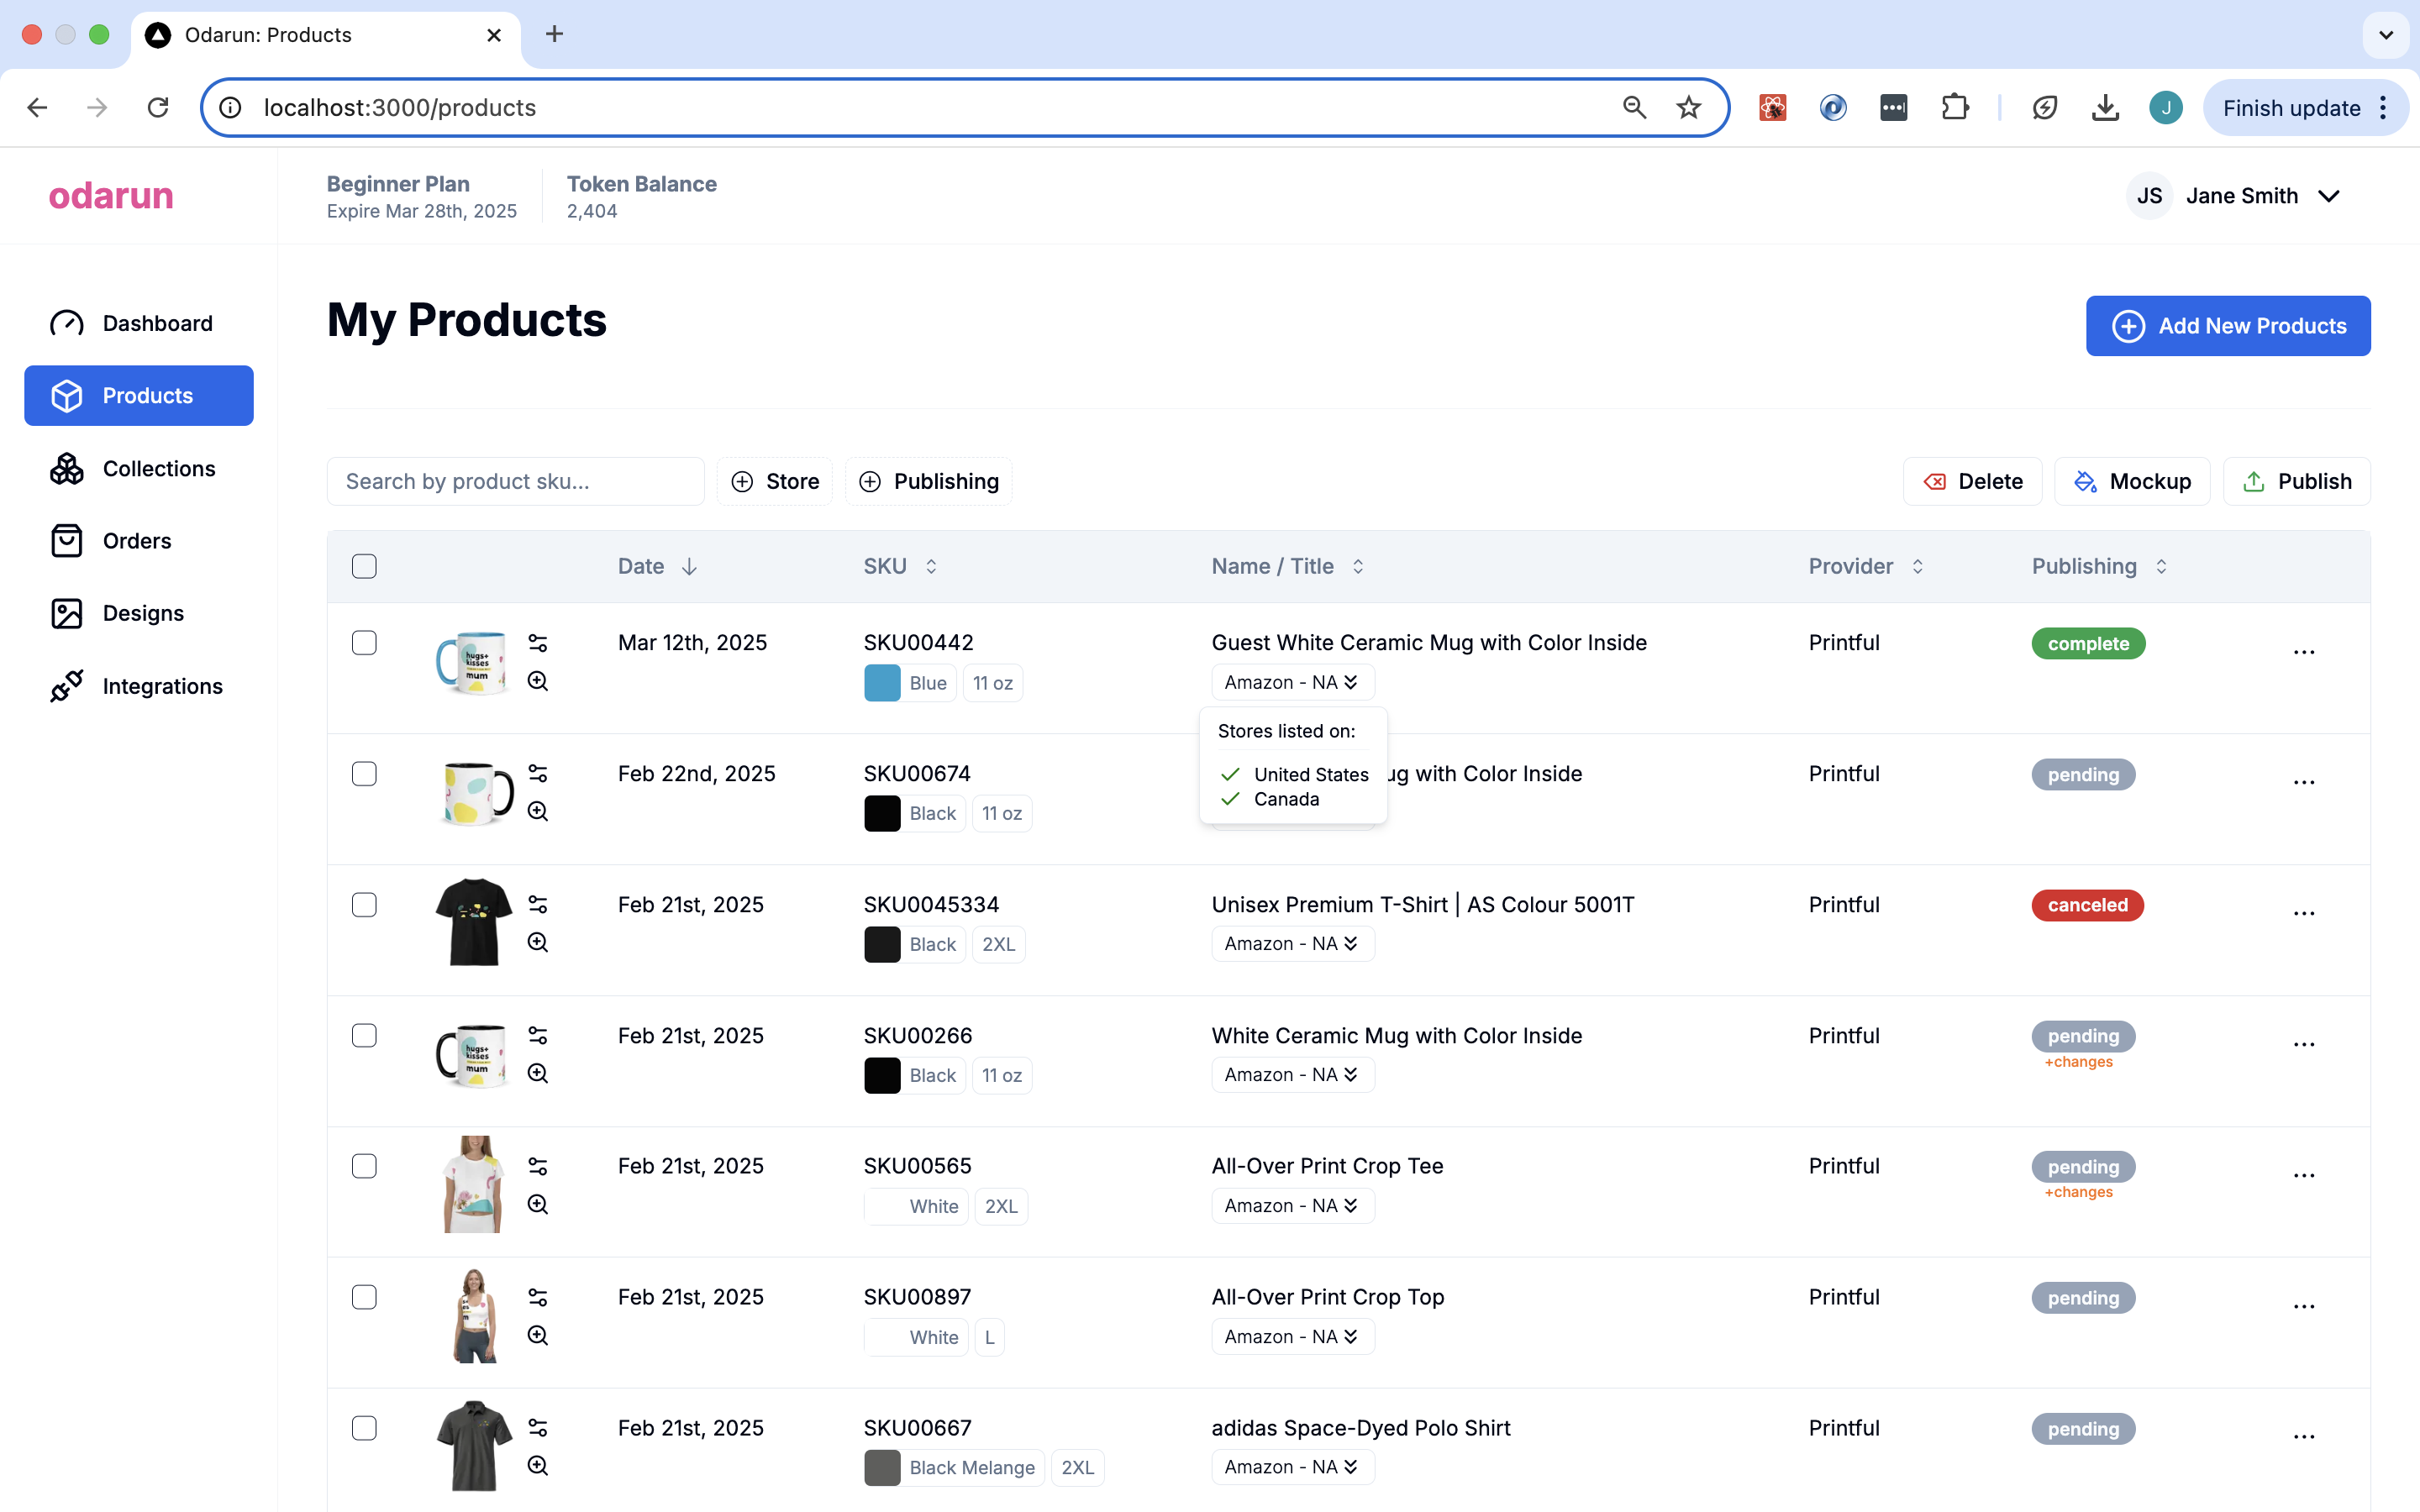 Odarun: Products
localhost:3000/products
J
Finish update
odarun
Beginner Plan
Expire Mar 28th, 2025
Token Balance
2,404
JS
Jane Smith
Dashboard
Products
Collections
Orders
Designs
Integrations
My Products
Add New Products
Search by product sku...
Store
Publishing
Delete
Mockup
Publish
Date
SKU
Name / Title
Provider
Publishing
hugs+
kisses
mum
Mar 12th, 2025
SKU00442
Blue
11 oz
Guest White Ceramic Mug with Color Inside
Amazon - NA
Printful
complete
Stores listed on:
United States
Canada
Feb 22nd, 2025
SKU00674
Black
11 oz
ug with Color Inside
Printful
pending
Feb 21st, 2025
SKU0045334
Black
2XL
Unisex Premium T-Shirt | AS Colour 5001T
Amazon - NA
Printful
canceled
hugs+
kisses
mum
Feb 21st, 2025
SKU00266
Black
11 oz
White Ceramic Mug with Color Inside
Amazon - NA
Printful
pending
+changes
Feb 21st, 2025
SKU00565
White
2XL
All-Over Print Crop Tee
Amazon - NA
Printful
pending
+changes
Feb 21st, 2025
SKU00897
White
L
All-Over Print Crop Top
Amazon - NA
Printful
pending
Feb 21st, 2025
SKU00667
Black Melange
2XL
adidas Space-Dyed Polo Shirt
Amazon - NA
Printful
pending